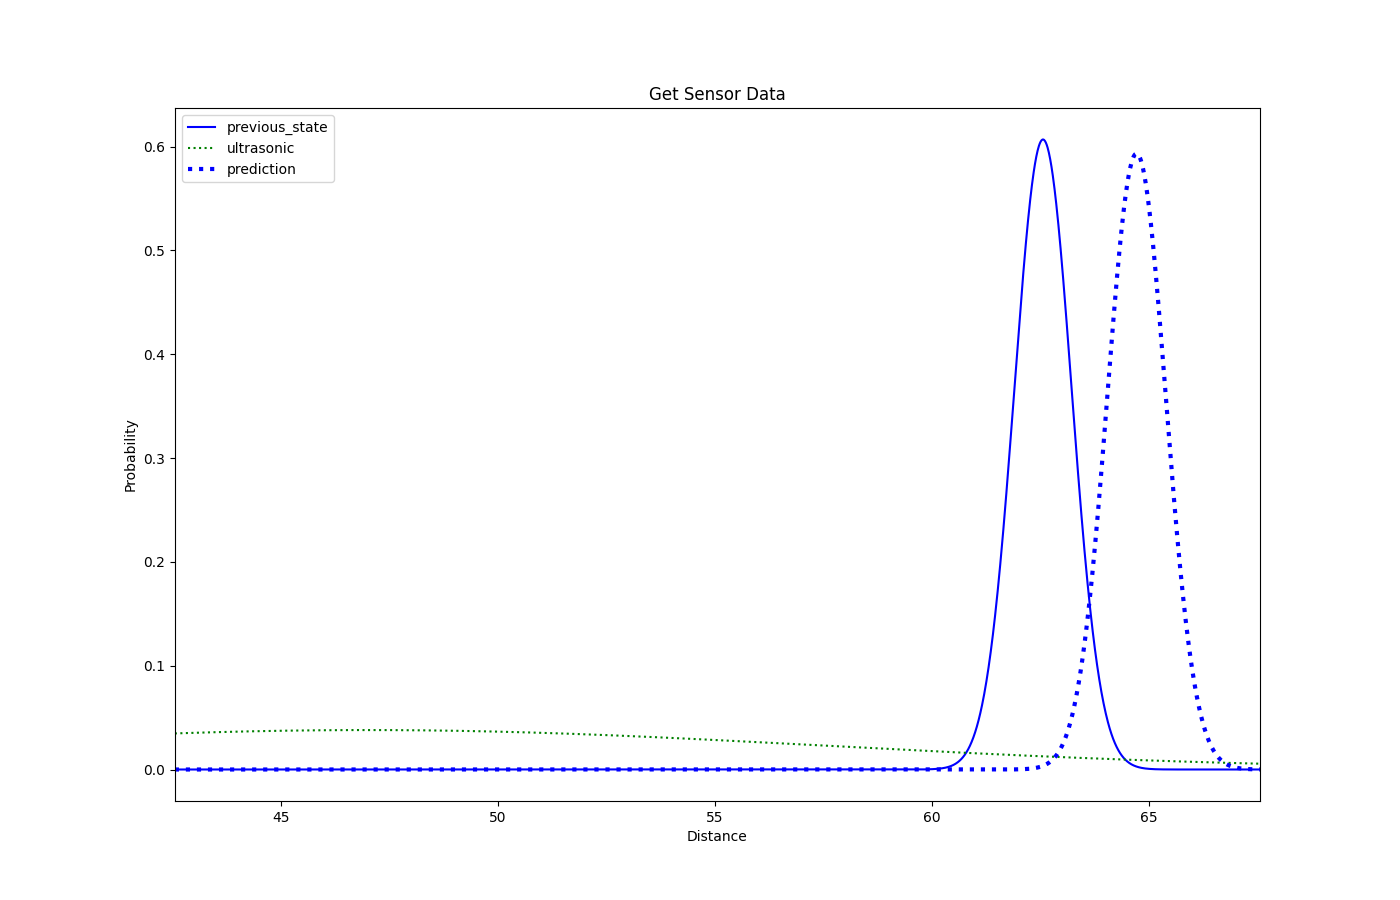 Get Sensor Data
previous_state
ultrasonic
prediction
0.6
0.5
0.4
0.3
0.2
0.1
0.0
Probability
45 50 55 60 65
Distance